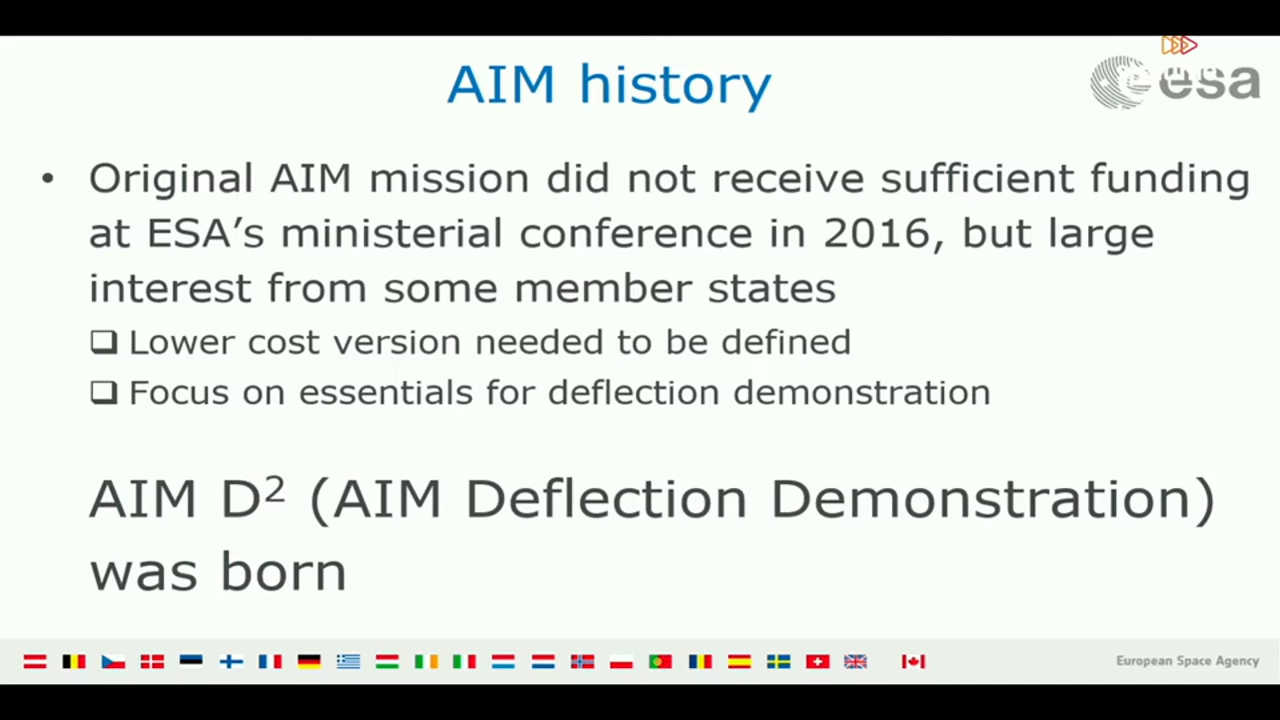 AIM history
esa
• Original AIM mission did not receive sufficient funding
at ESA’s ministerial conference in 2016, but large
interest from some member states
❑ Lower cost version needed to be defined
❑ Focus on essentials for deflection demonstration
AIM D² (AIM Deflection Demonstration)
was born
European Space Agency